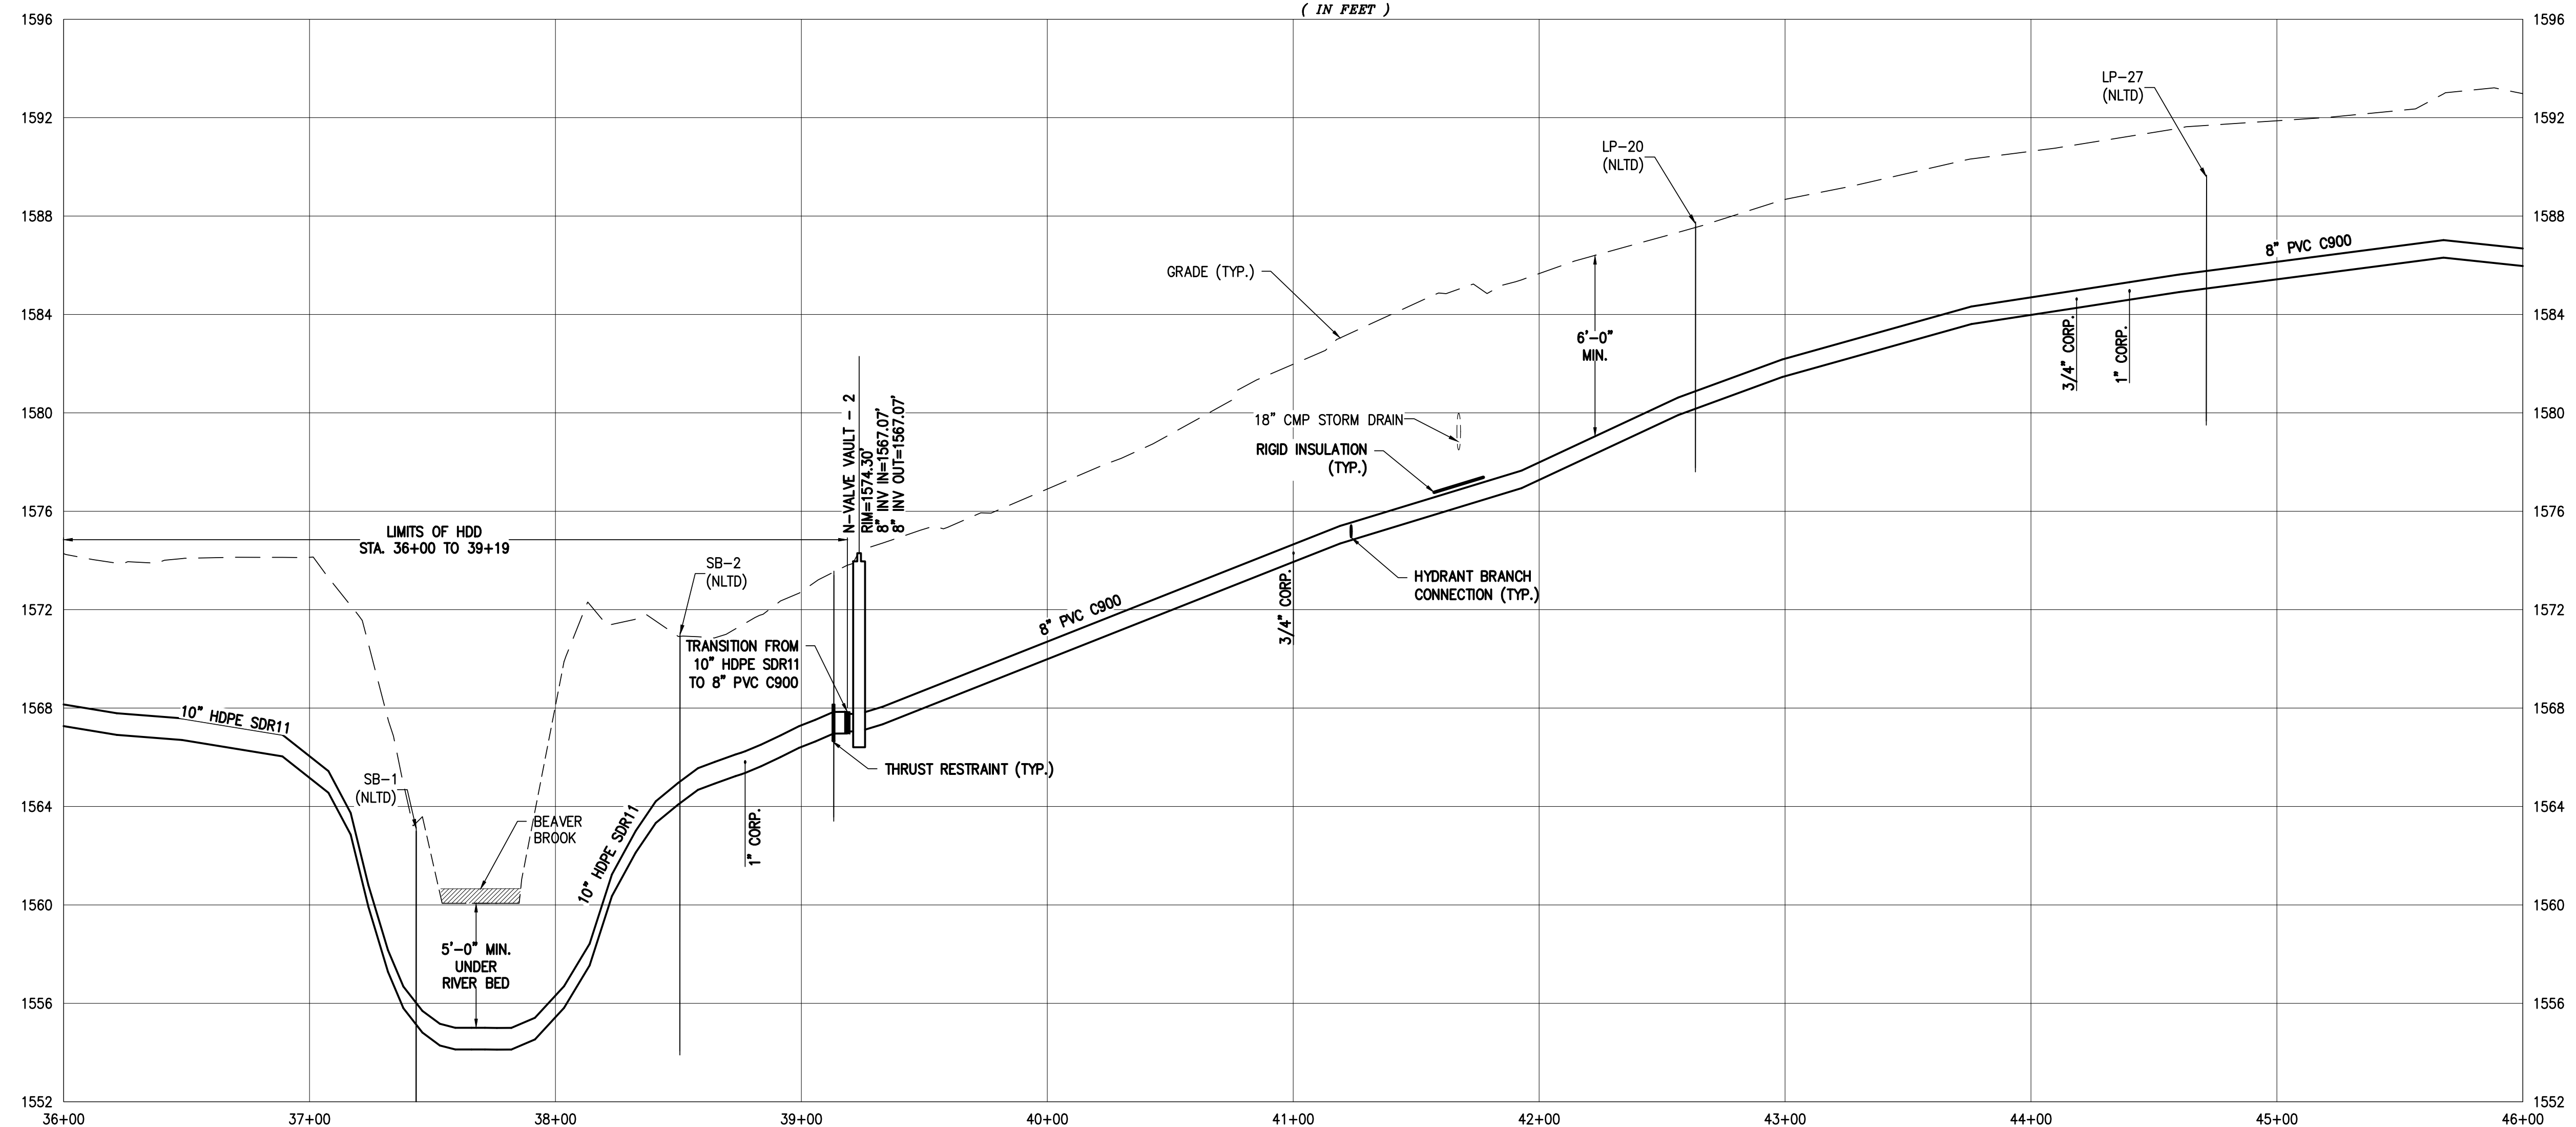 ( IN FEET )
1596
1592
1588
1584
1580
1576
1572
1568
1564
1560
1556
1552
1596
1592
1588
1584
1580
1576
1572
1568
1564
1560
1556
1552
36+00
37+00
38+00
39+00
40+00
41+00
42+00
43+00
44+00
45+00
46+00
LIMITS OF HDD
STA. 36+00 TO 39+19
10" HDPE SDR11
SB-1
(NLTD)
BEAVER
BROOK
5'-0" MIN.
UNDER
RIVER BED
10" HDPE SDR11
SB-2
(NLTD)
TRANSITION FROM
10" HDPE SDR11
TO 8" PVC C900
1" CORP.
THRUST RESTRAINT (TYP.)
N-VALVE VAULT - 2
RIM=1574.30'
8" INV IN=1567.07'
8" INV OUT=1567.07'
8" PVC C900
GRADE (TYP.)
18" CMP STORM DRAIN
RIGID INSULATION
(TYP.)
3/4" CORP.
HYDRANT BRANCH
CONNECTION (TYP.)
6'-0"
MIN.
LP-20
(NLTD)
3/4" CORP.
1" CORP.
LP-27
(NLTD)
8" PVC C900